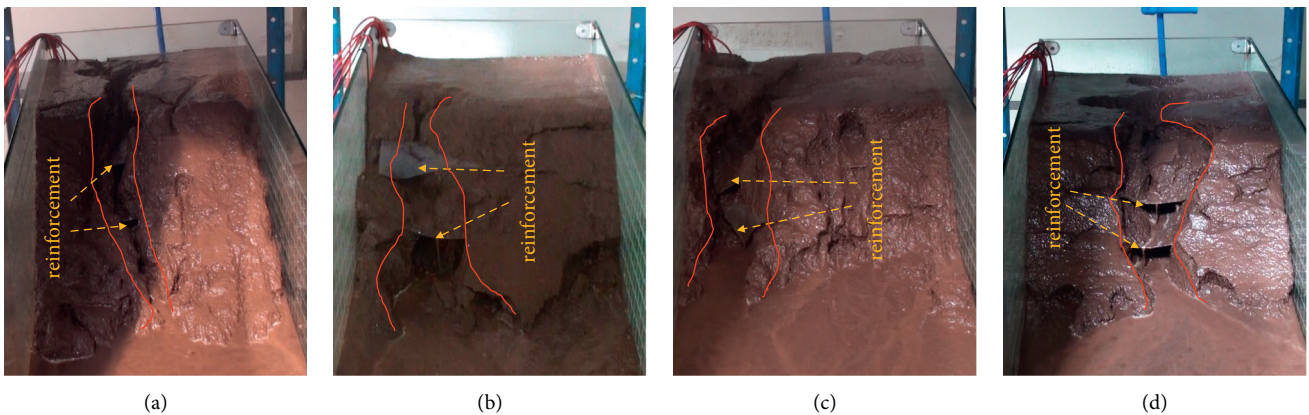 reinforcement
reinforcement
reinforcement
reinforcement
(a)
(b)
(c)
(d)